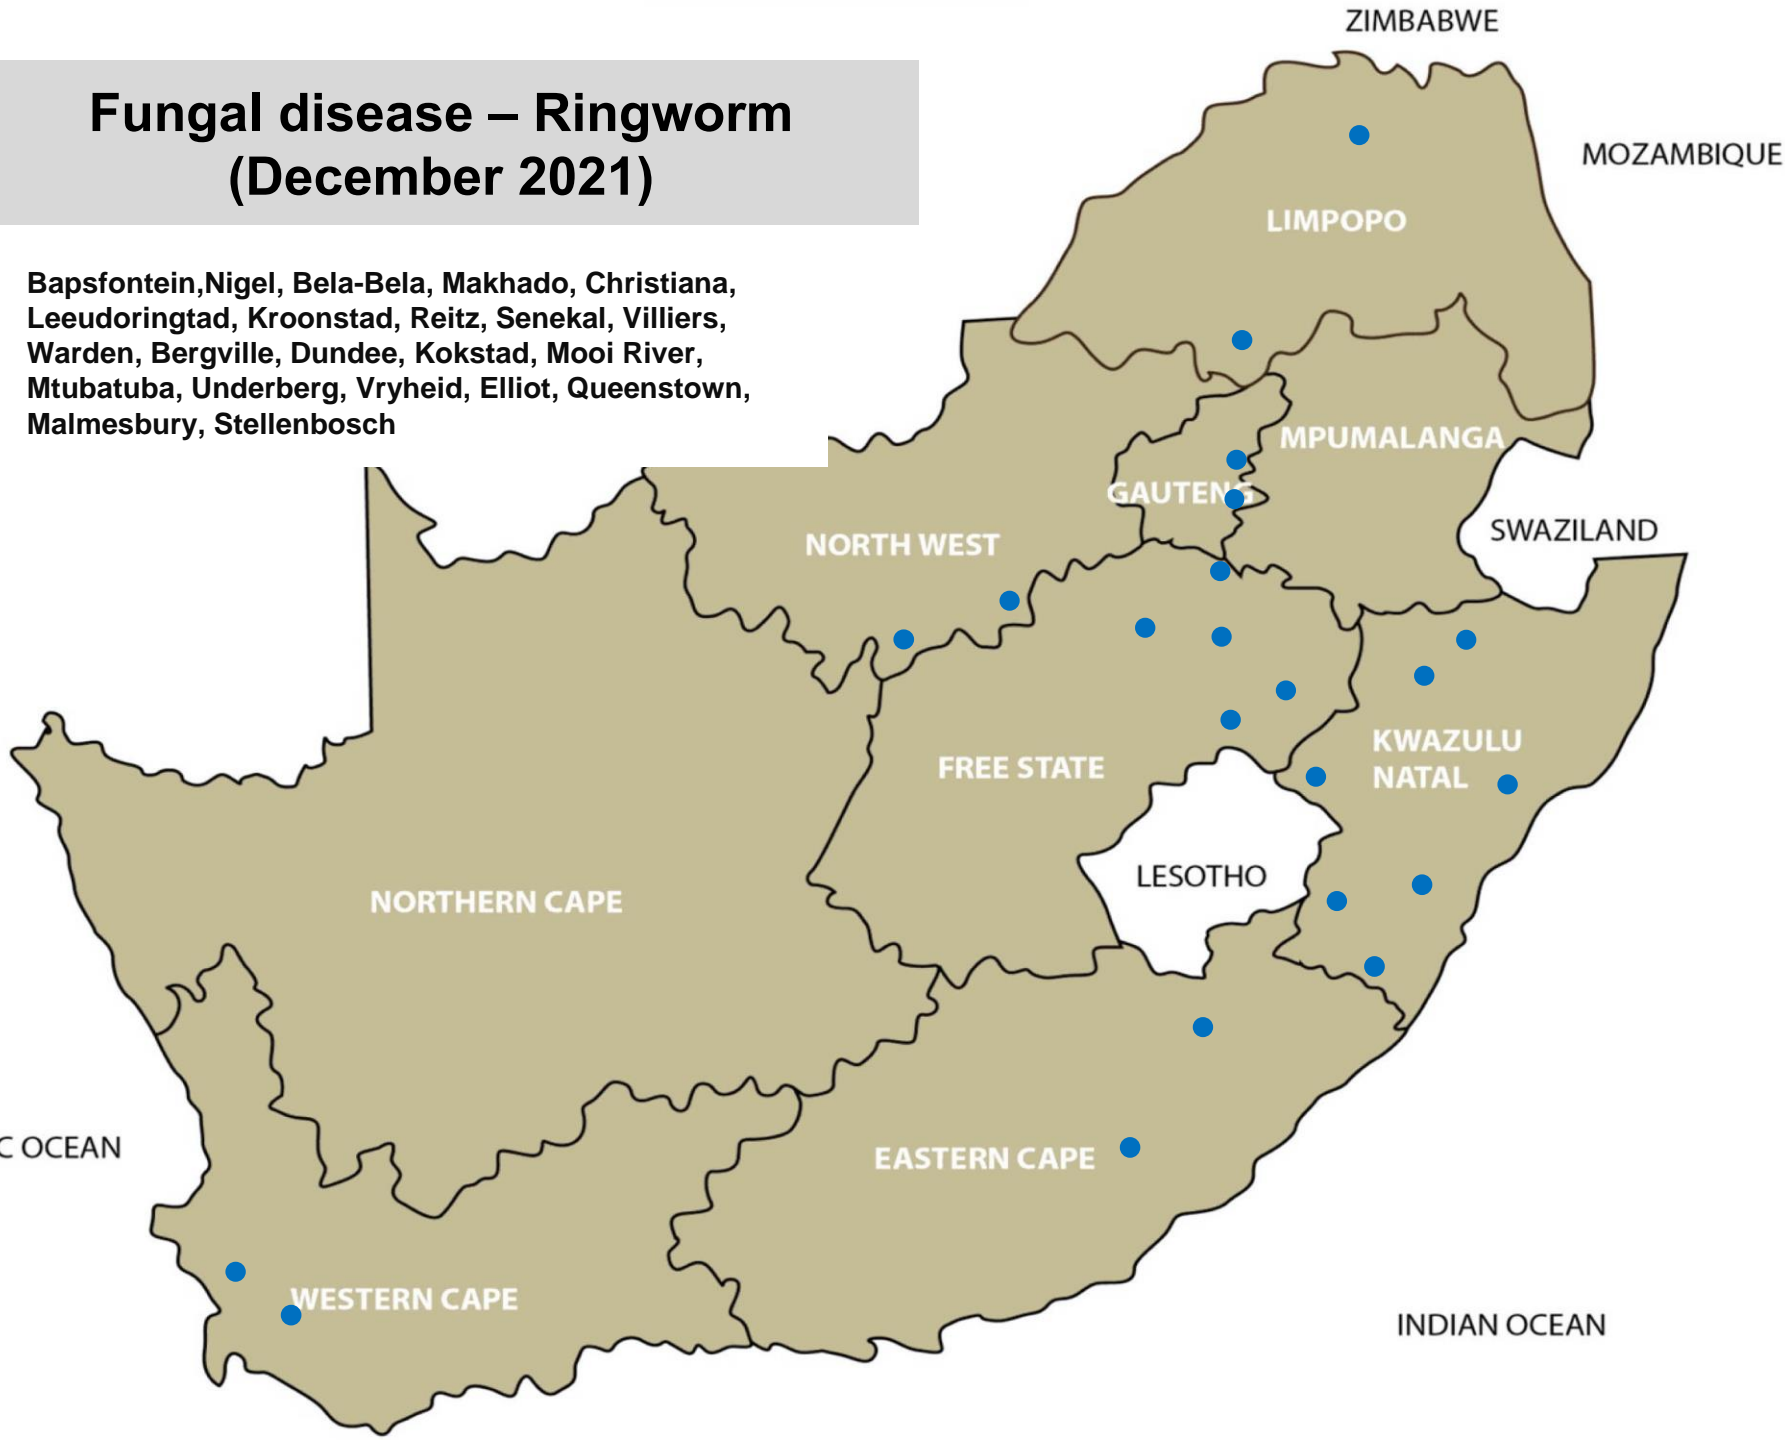 ZIMBABWE
Fungal disease – Ringworm
(December 2021)
MOZAMBIQUE
LIMPOPO
Bapsfontein,Nigel, Bela-Bela, Makhado, Christiana,
Leeudoringtad, Kroonstad, Reitz, Senekal, Villiers,
Warden, Bergville, Dundee, Kokstad, Mooi River,
Mtubatuba, Underberg, Vryheid, Elliot, Queenstown,
Malmesbury, Stellenbosch
MPUMALANGA
GAUTENG
SWAZILAND
NORTH WEST
KWAZULU
NATAL
FREE STATE
LESOTHO
NORTHERN CAPE
C OCEAN
EASTERN CAPE
WESTERN CAPE
INDIAN OCEAN